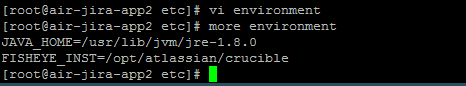 [root@air-jira-app2 etc]# vi environment
[root@air-jira-app2 etc]# more environment
JAVA_HOME=/usr/lib/jvm/jre-1.8.0
FISHEYE_INST=/opt/atlassian/crucible
[root@air-jira-app2 etc]#